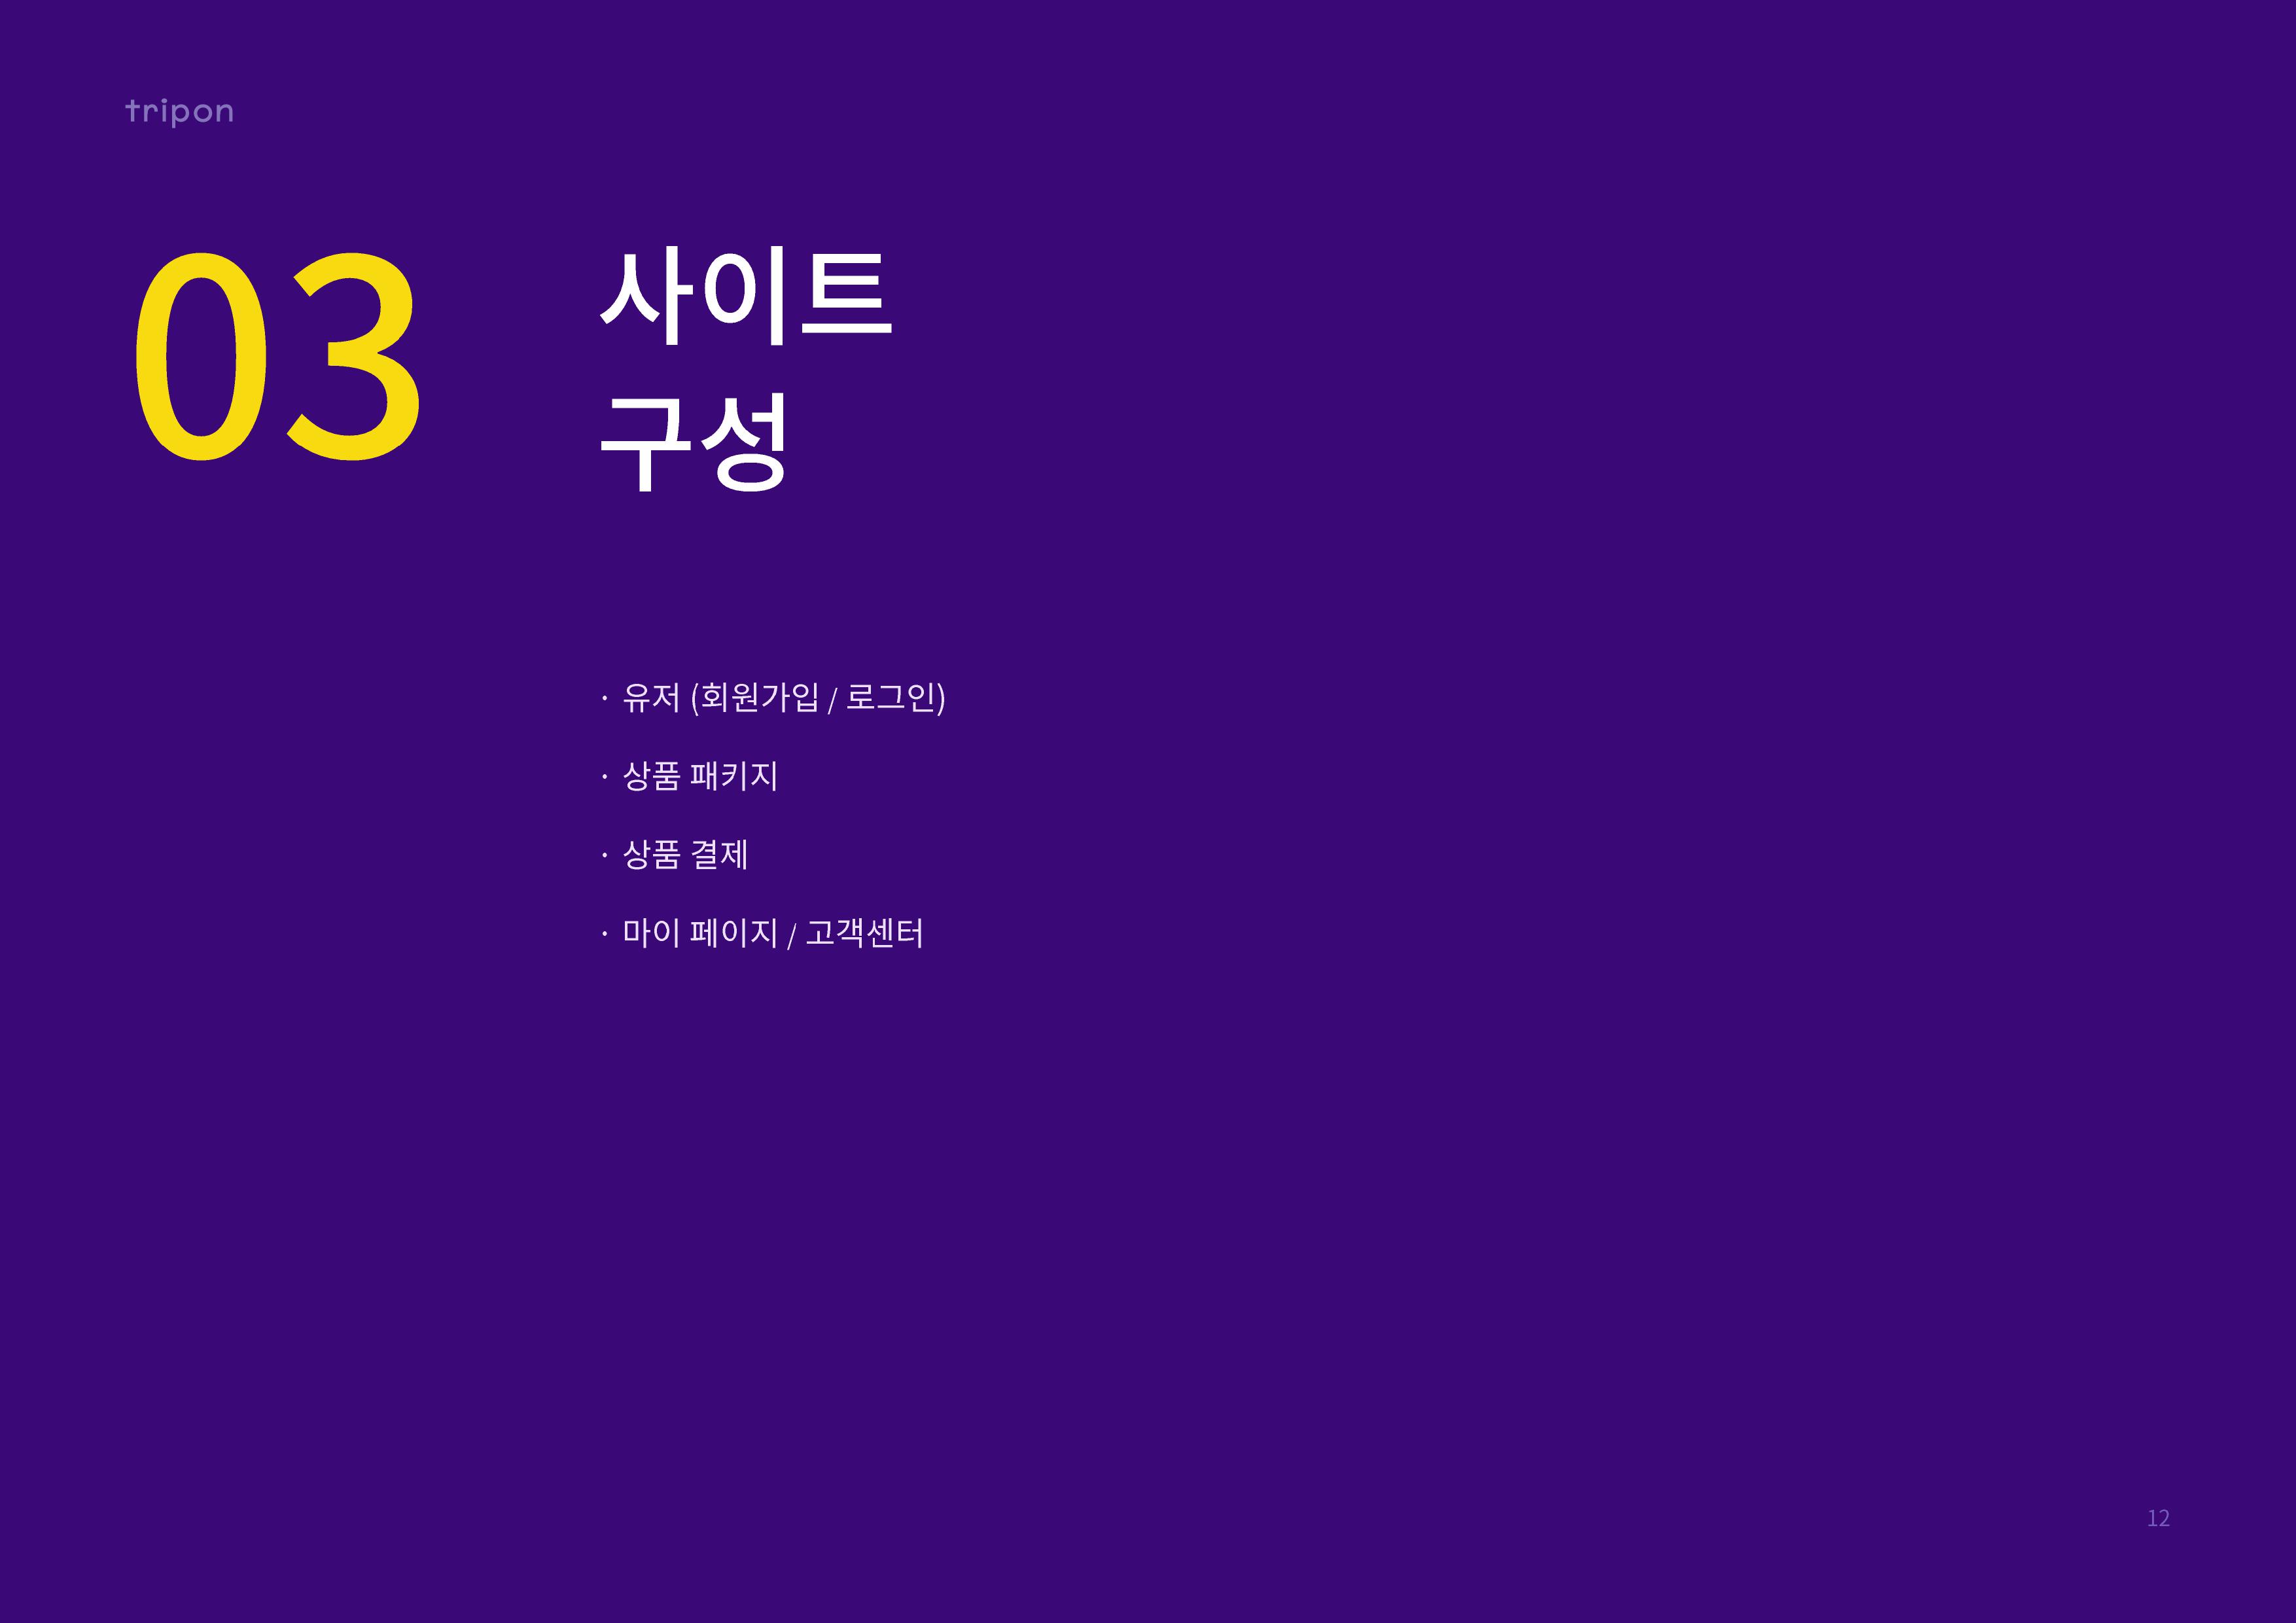 tripon
03
사이트
구성
· 유저 (회원가입 / 로그인)
· 상품 패키지
· 상품 결제
· 마이 페이지 / 고객센터
12